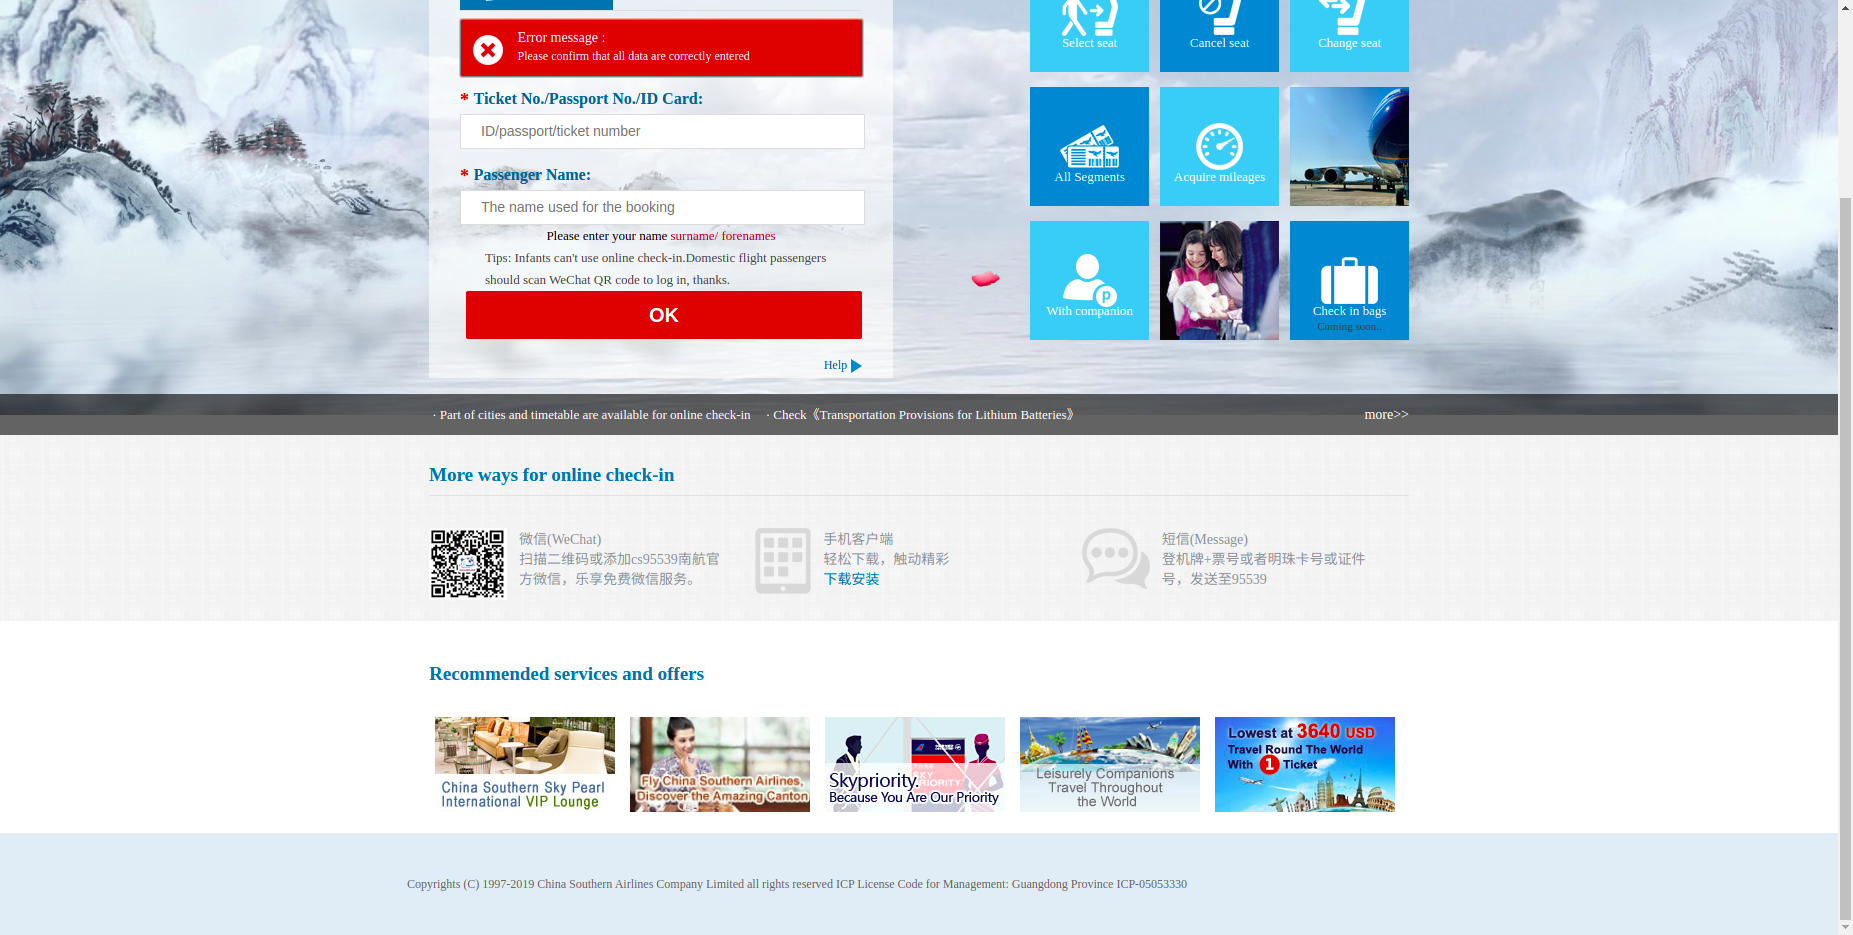 Error message :
Please confirm that all data are correctly entered
* Ticket No./Passport No./ID Card:
ID/passport/ticket number
* Passenger Name:
The name used for the booking
Please enter your name surname/ forenames
Tips: Infants can't use online check-in.Domestic flight passengers
should scan WeChat QR code to log in, thanks.
OK
Help
Select seat
Cancel seat
Change seat
All Segments
Acquire mileages
With companion
Check in bags
Coming soon..
· Part of cities and timetable are available for online check-in
· Check《Transportation Provisions for Lithium Batteries》
more>>
More ways for online check-in
微信(WeChat)
扫描二维码或添加cs95539南航官
方微信，乐享免费微信服务。
手机客户端
轻松下载，触动精彩
下载安装
短信(Message)
登机牌+票号或者明珠卡号或证件
号，发送至95539
Recommended services and offers
China Southern Sky Pearl
International VIP Lounge
Fly China Southern Airlines,
Discover the Amazing Canton
SKY
PRIORITY
Skypriority.
Because You Are Our Priority
Leisurely Companions
Travel Throughout
the World
Lowest at 3640 USD
Travel Round The World
With 1 Ticket
Copyrights (C) 1997-2019 China Southern Airlines Company Limited all rights reserved ICP License Code for Management: Guangdong Province ICP-05053330